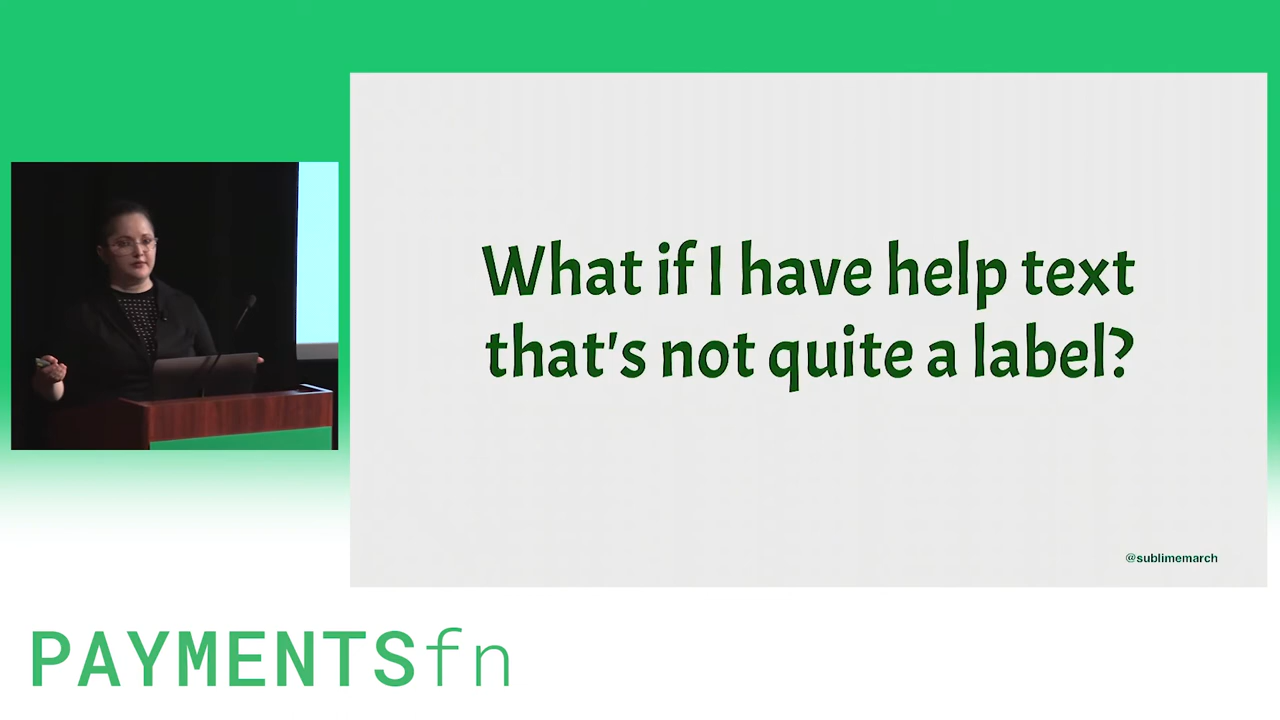 What if I have help text
that's not quite a label?
@sublimemarch
PAYMENTSfn